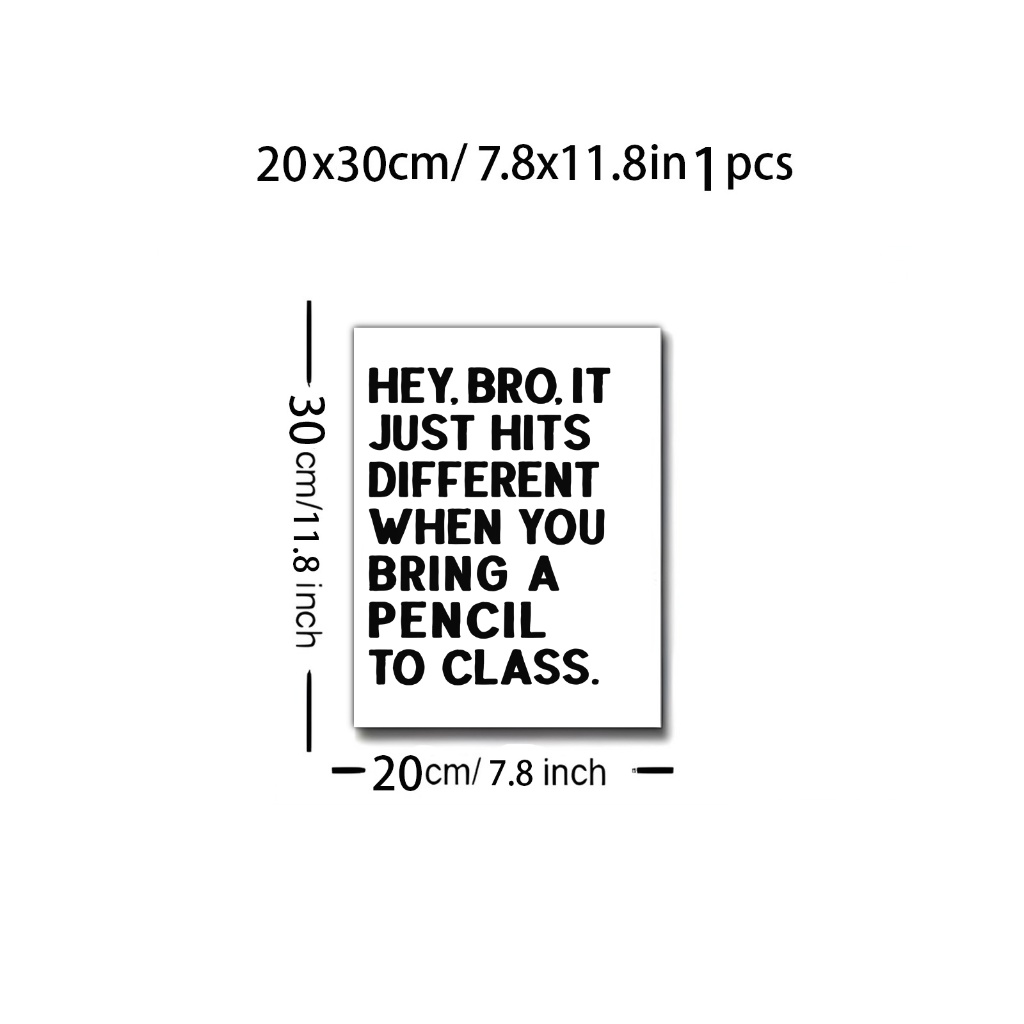 20x30cm/ 7.8x11.8in 1 pcs
30cm/11.8 inch
HEY, BRO, IT
JUST HITS
DIFFERENT
WHEN YOU
BRING A
PENCIL
TO CLASS.
20cm/ 7.8 inch